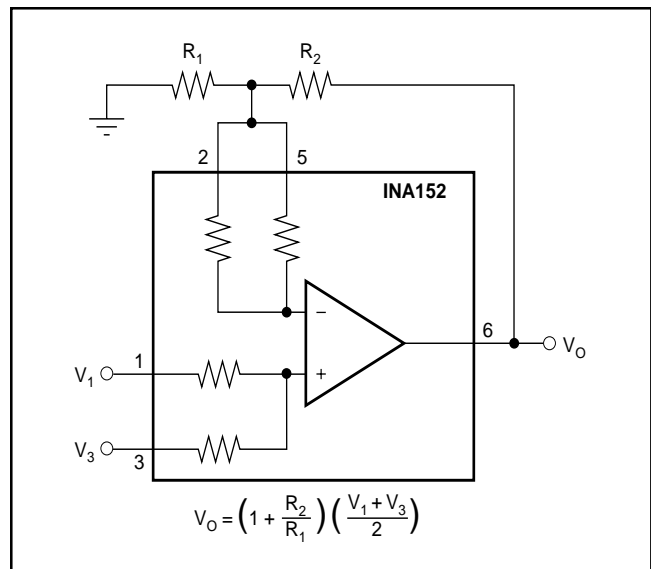 R1 R2
2 5
INA152
−
6
VO
1
V1
+
V3
3
VO = (1 + R2/R1) (V1 + V3/2)